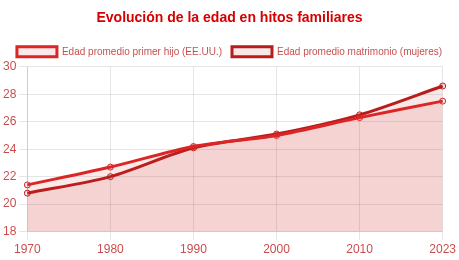 Evolución de la edad en hitos familiares
Edad promedio primer hijo (EE.UU.) Edad promedio matrimonio (mujeres)
30
28
26
24
22
20
18
1970 1980 1990 2000 2010 2023